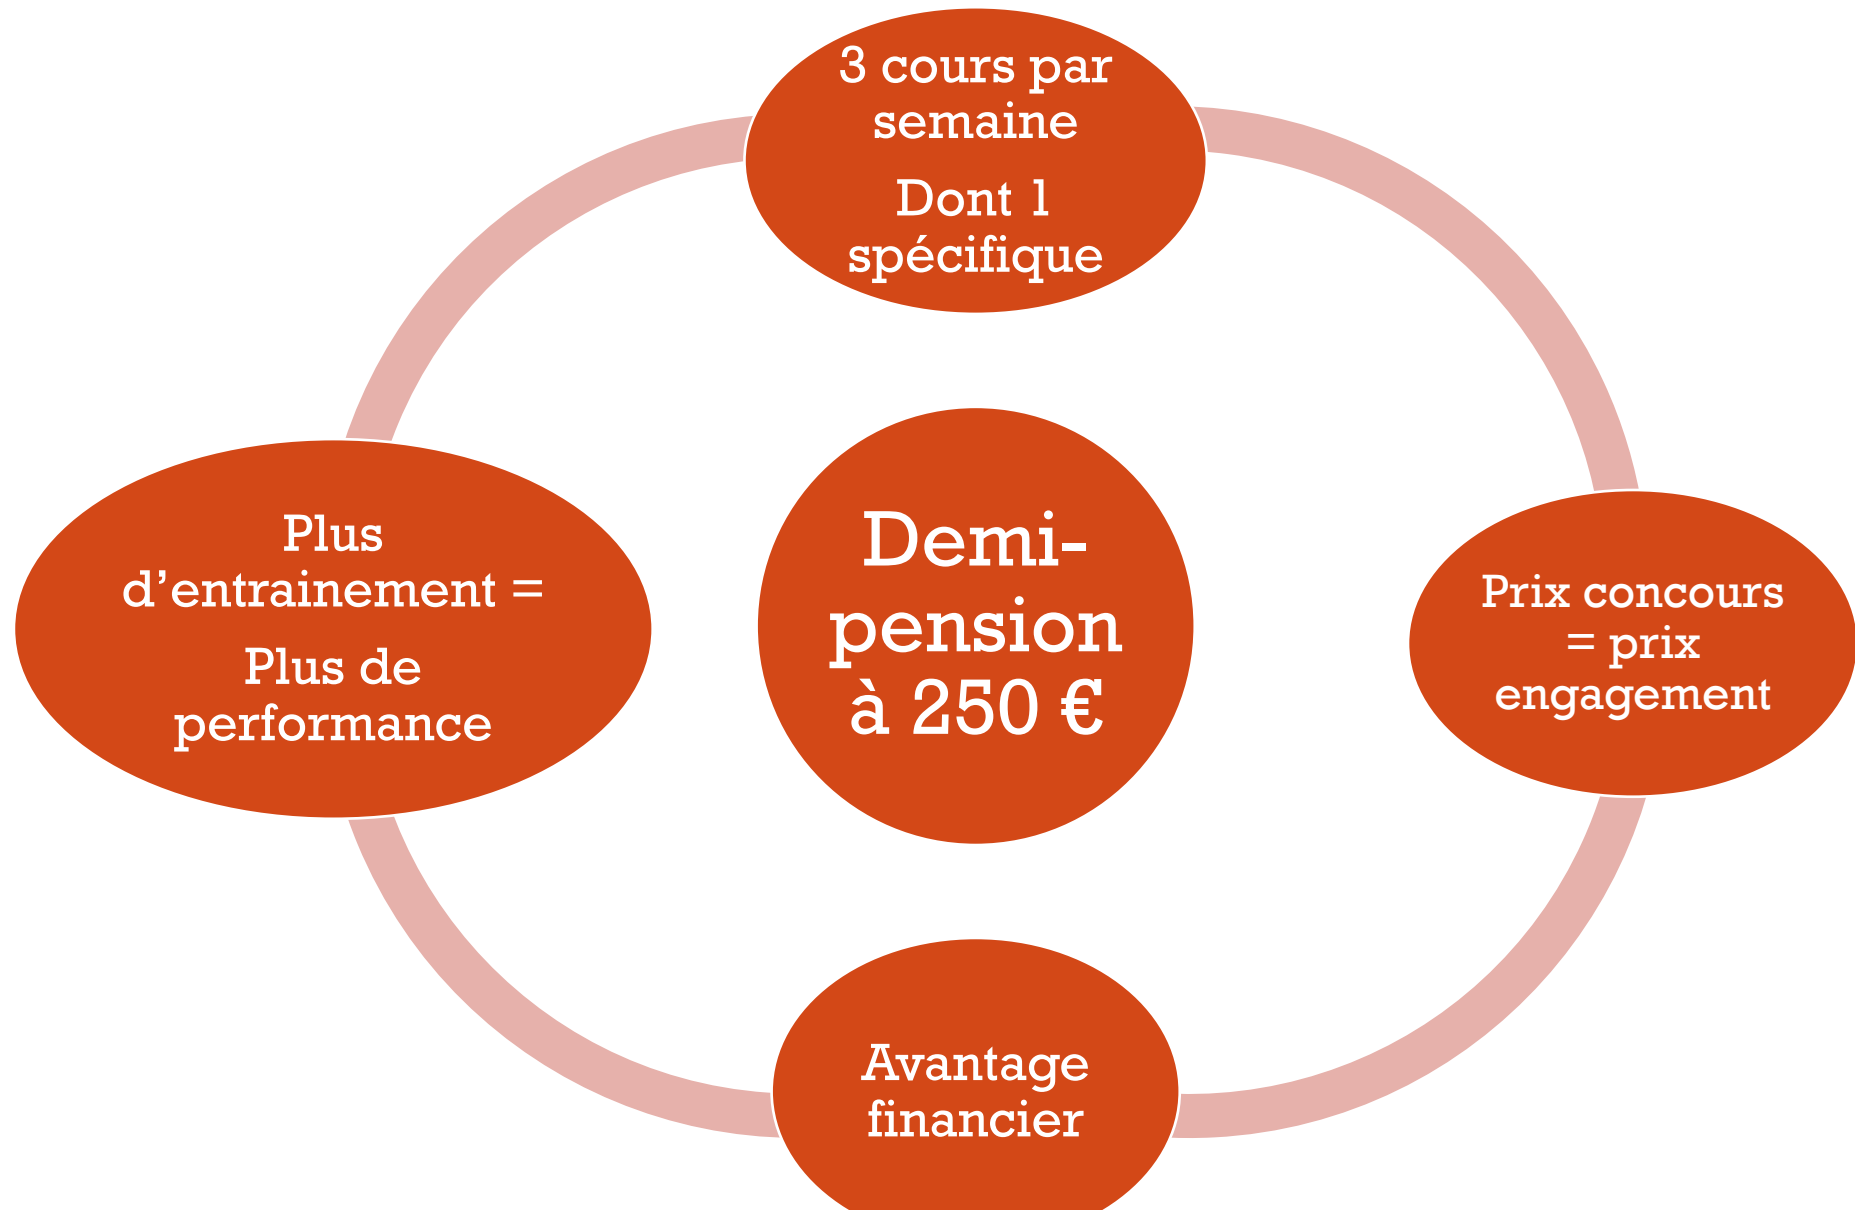 3 cours par
semaine
Dont 1
spécifique
Plus
d’entrainement =
Plus de
performance
Demi-
pension
à 250 €
Prix concours
= prix
engagement
Avantage
financier